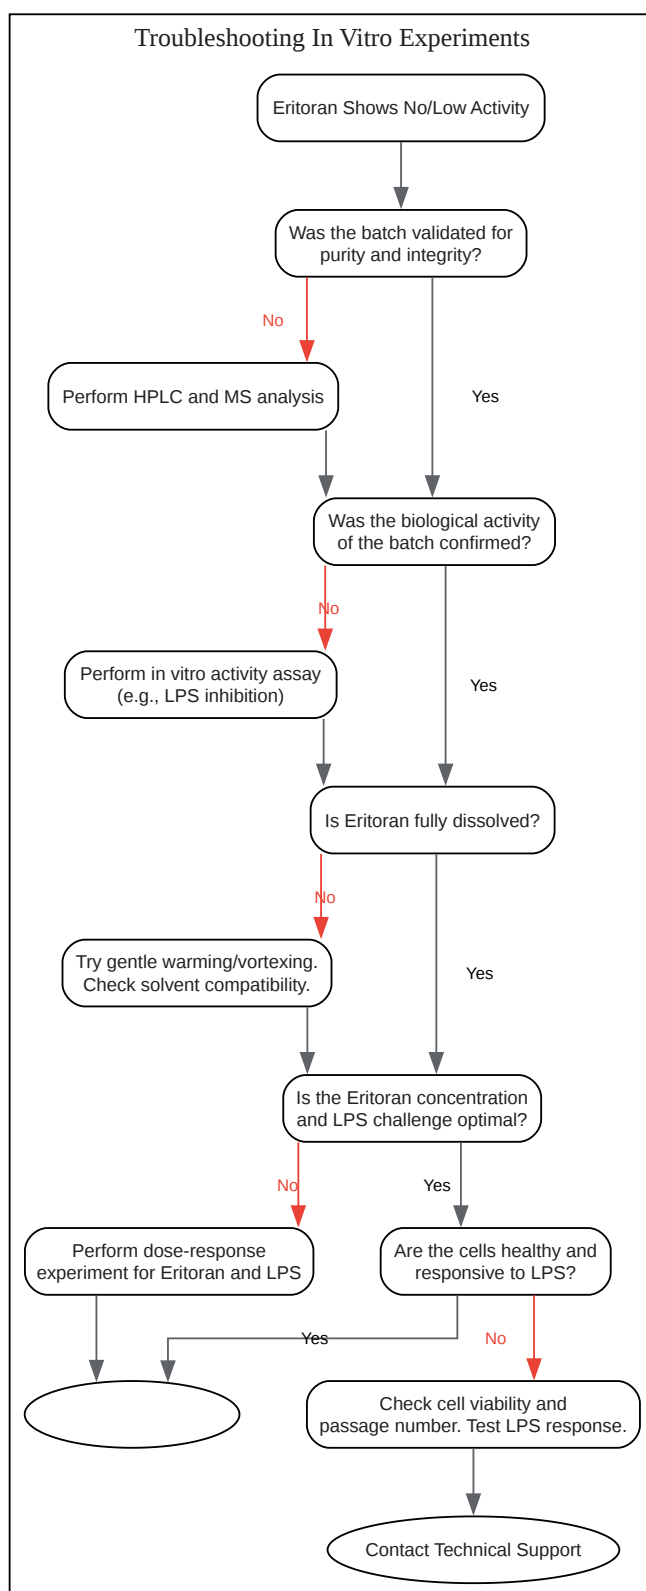 Troubleshooting In Vitro Experiments
Eritoran Shows No/Low Activity
Was the batch validated for
purity and integrity?
No
Perform HPLC and MS analysis
Yes
Was the biological activity
of the batch confirmed?
No
Perform in vitro activity assay
(e.g., LPS inhibition)
Yes
Is Eritoran fully dissolved?
No
Try gentle warming/vortexing.
Check solvent compatibility.
Yes
Is the Eritoran concentration
and LPS challenge optimal?
No
Yes
Perform dose-response
experiment for Eritoran and LPS
Are the cells healthy and
responsive to LPS?
Yes
No
Check cell viability and
passage number. Test LPS response.
Contact Technical Support